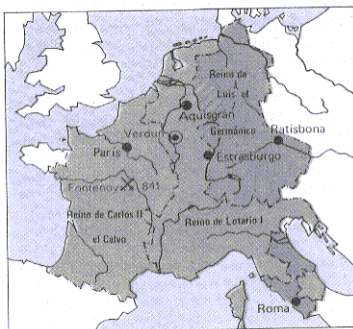 Reino de
Luis el
Germánico
Aquisgrán
Verdun
Ratisbona
París
Estrasburgo
Fontenoy 841
Reino de Carlos II
el Calvo
Reino de Lotario I
Roma